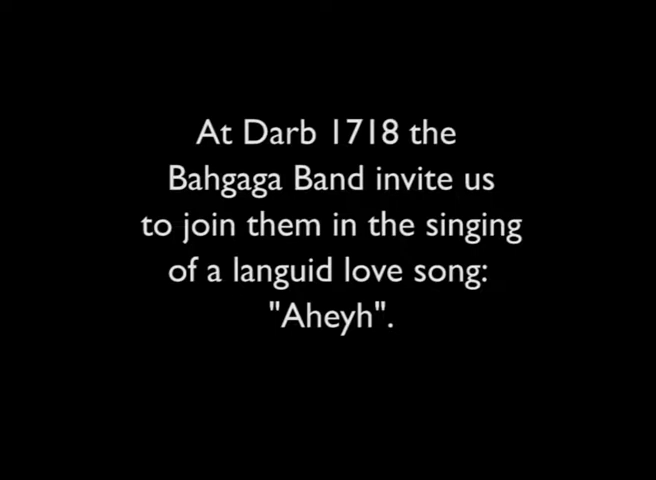 At Darb 1718 the
Bahgaga Band invite us
to join them in the singing
of a languid love song:
"Aheyh".